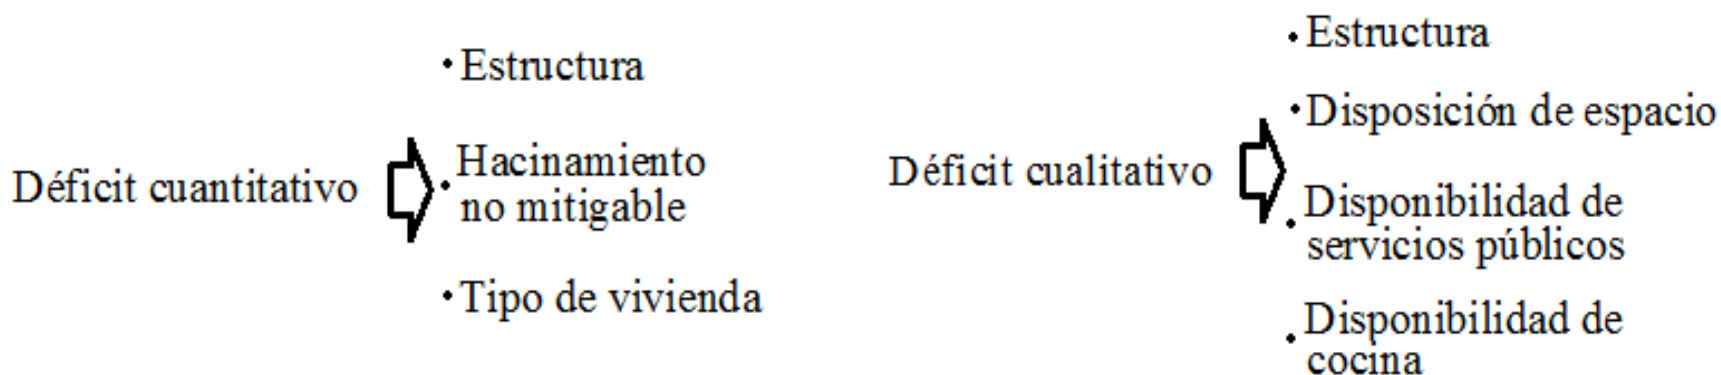 Déficit cuantitativo
• Estructura
• Hacinamiento
no mitigable
• Tipo de vivienda
Déficit cualitativo
• Estructura
• Disposición de espacio
• Disponibilidad de
servicios públicos
• Disponibilidad de
cocina